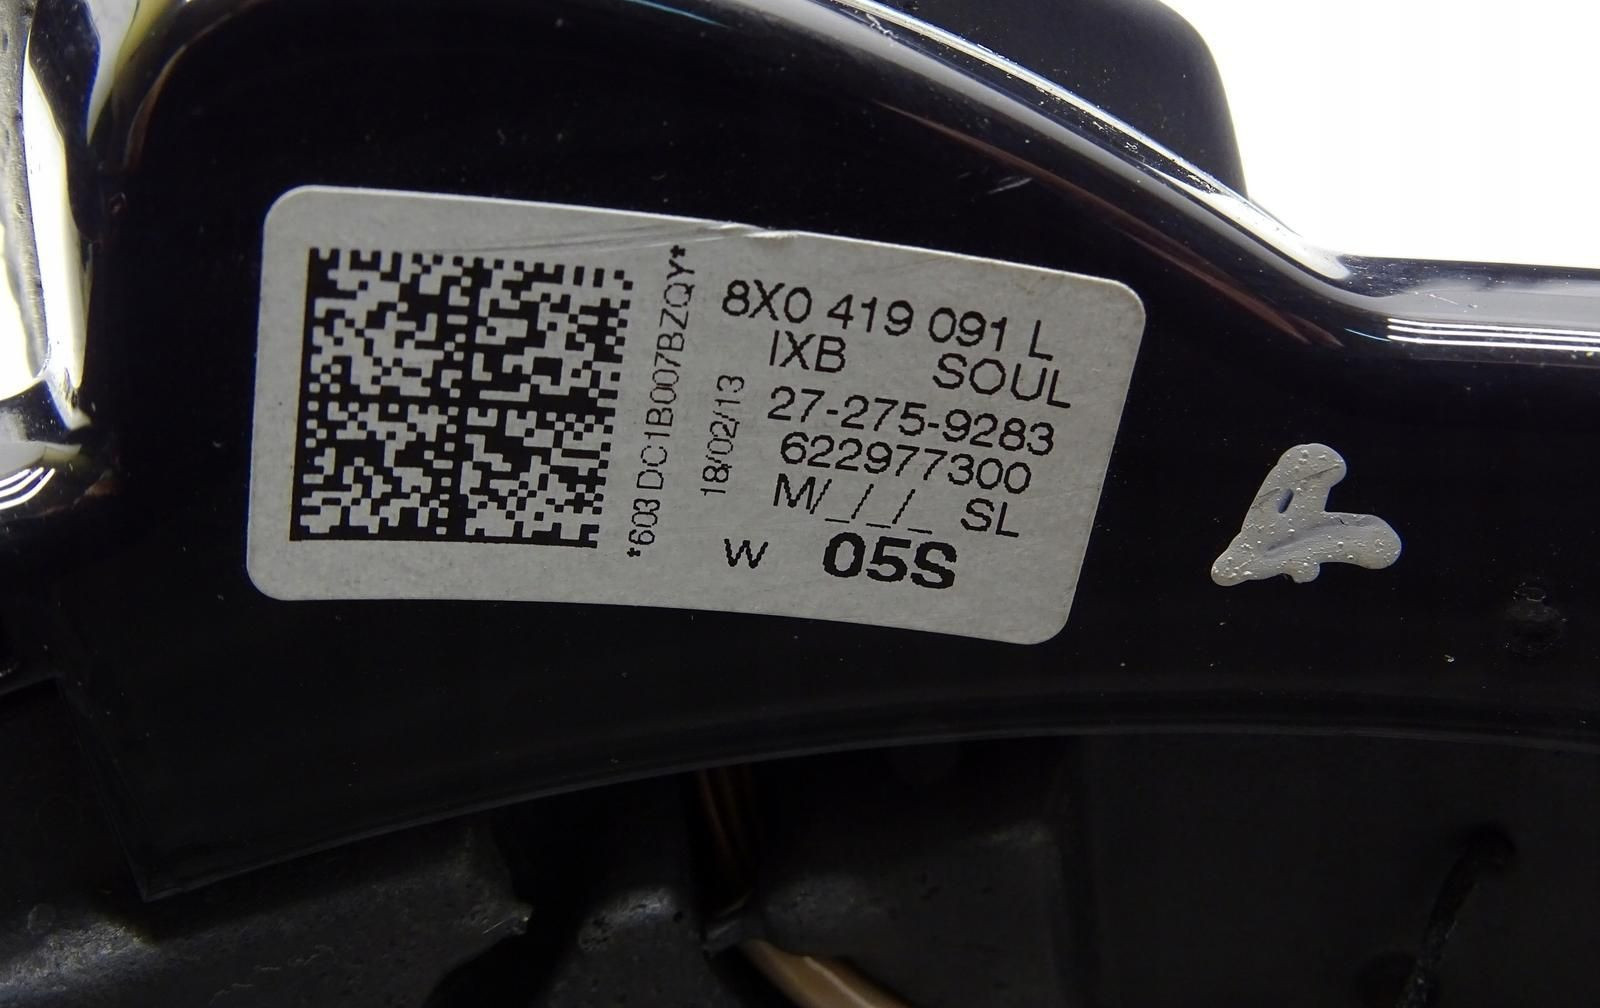 *603 DC1B007BZQY*
18/02/13
8X0 419 091 L
IXB SOUL
27-275-9283
622977300
M/_/_/_ SL
W 05S